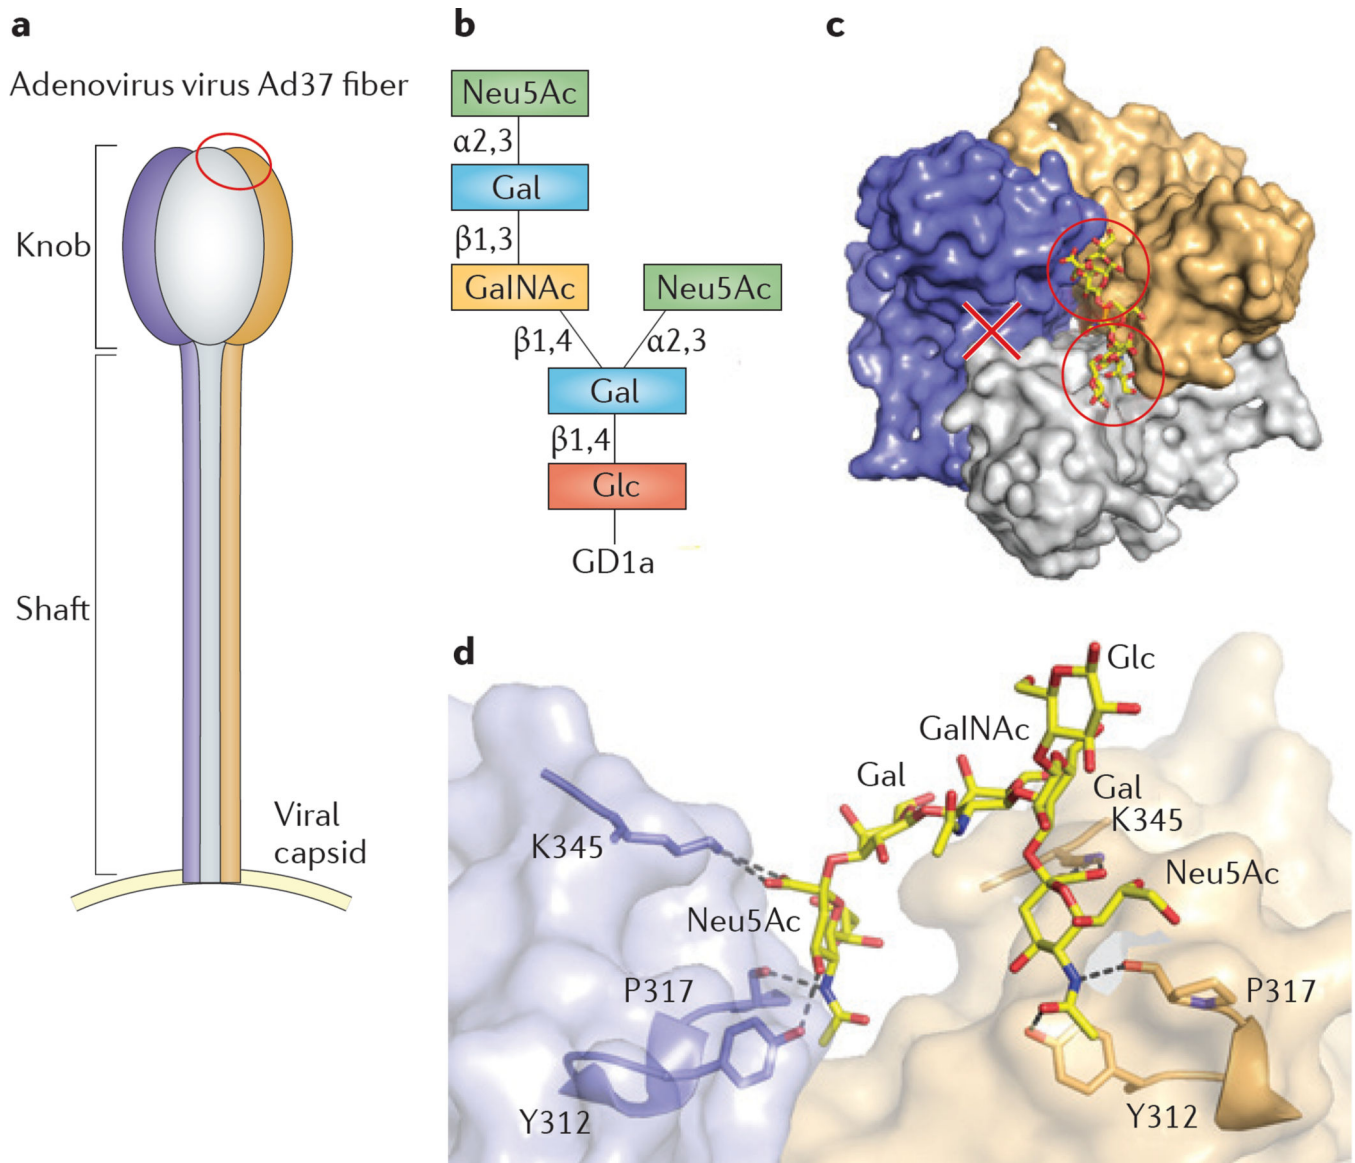 a
Adenovirus virus Ad37 fiber
Knob
Shaft
Viral
capsid
b
Neu5Ac
α2,3
Gal
β1,3
GalNAc
Neu5Ac
β1,4
α2,3
Gal
β1,4
Glc
GD1a
c
d
Glc
GalNAc
Gal
Gal
K345
K345
Neu5Ac
Neu5Ac
P317
P317
Y312
Y312